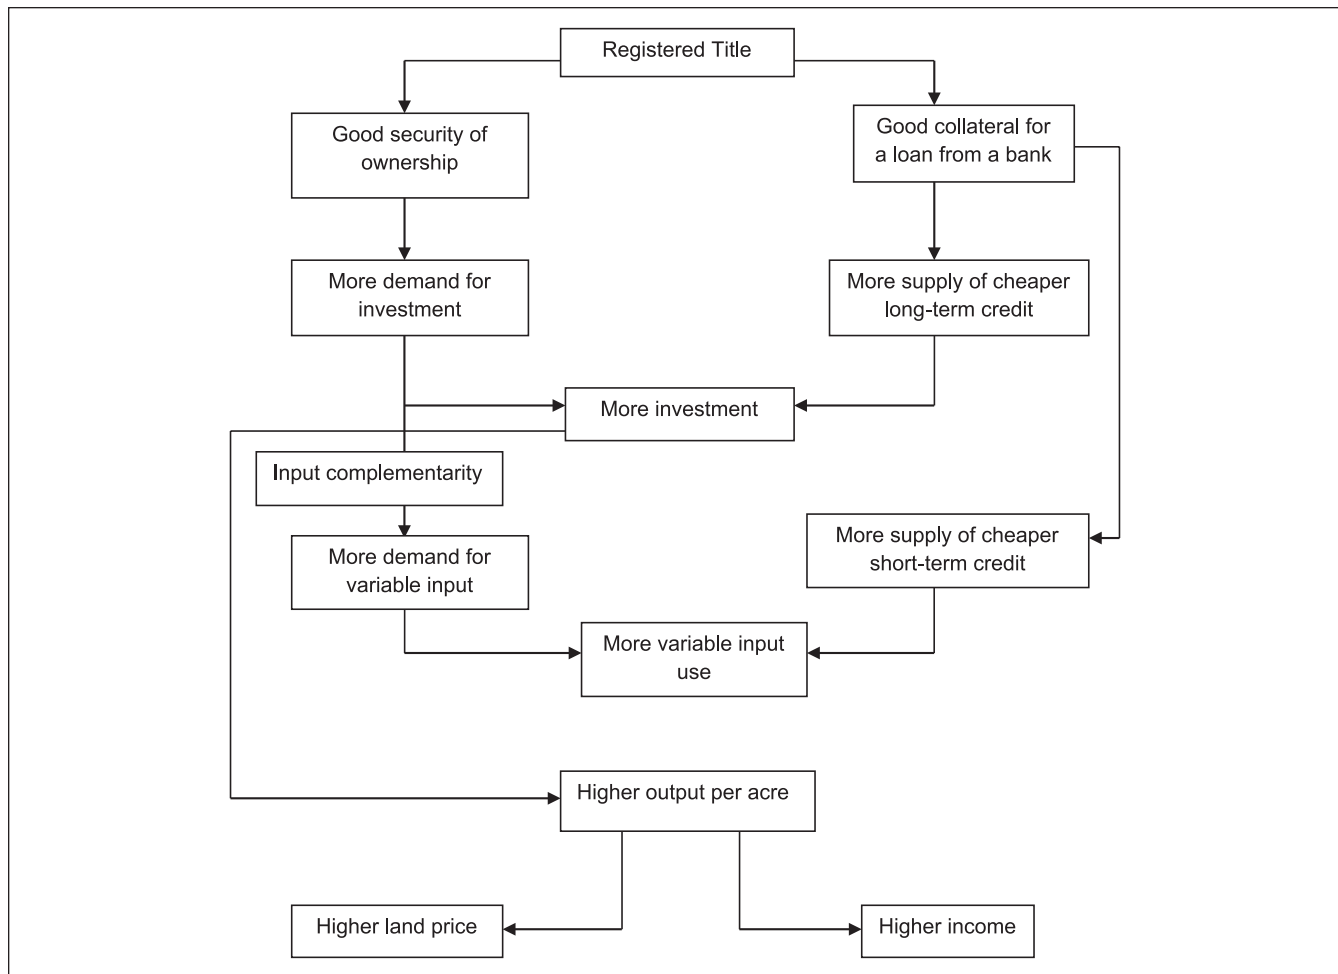 Registered Title
Good security of
ownership
Good collateral for
a loan from a bank
More demand for
investment
More supply of cheaper
long-term credit
More investment
Input complementarity
More demand for
variable input
More supply of cheaper
short-term credit
More variable input
use
Higher output per acre
Higher land price
Higher income